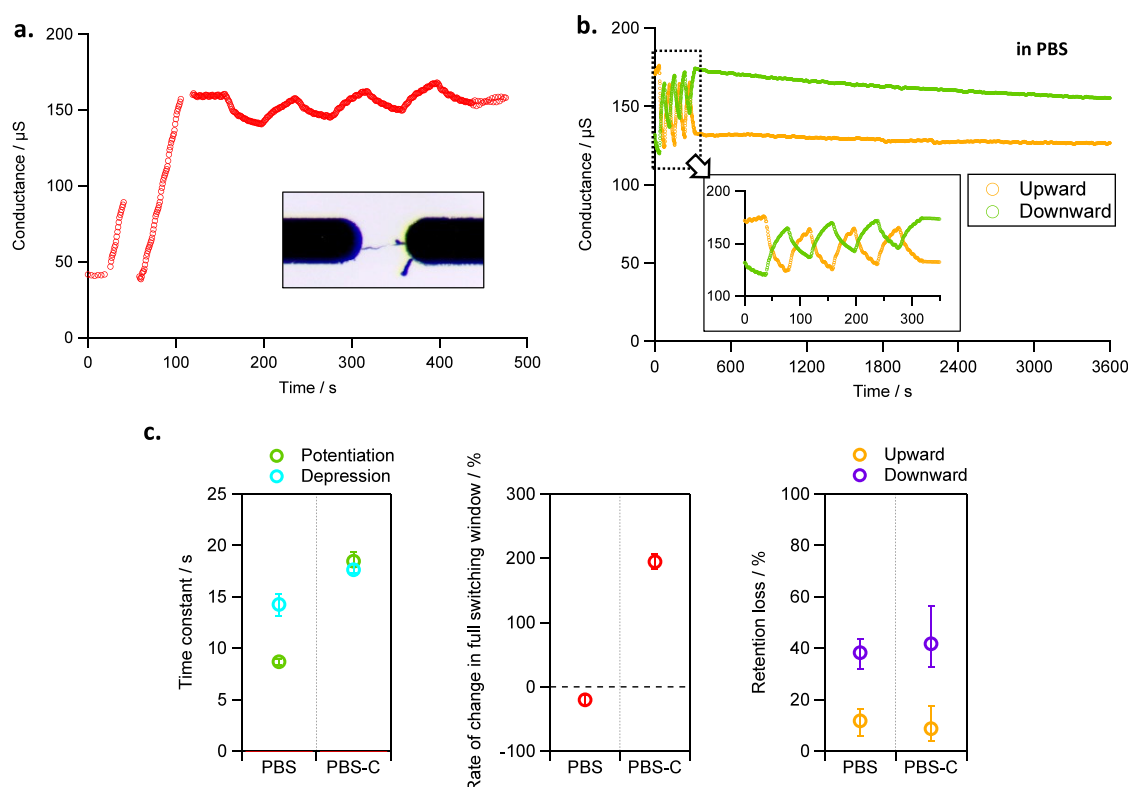 a.
200
150
100
50
0
Conductance / µS
0
100
200
300
400
500
Time / s
b.
in PBS
200
150
100
50
0
Conductance / µS
0
600
1200
1800
2400
3000
3600
Time / s
200
150
100
0
100
200
300
Upward
Downward
c.
Potentiation
Depression
25
20
15
10
5
0
Time constant / s
PBS
PBS-C
300
200
100
0
-100
Rate of change in full switching window / %
PBS
PBS-C
Upward
Downward
100
80
60
40
20
0
Retention loss / %
PBS
PBS-C